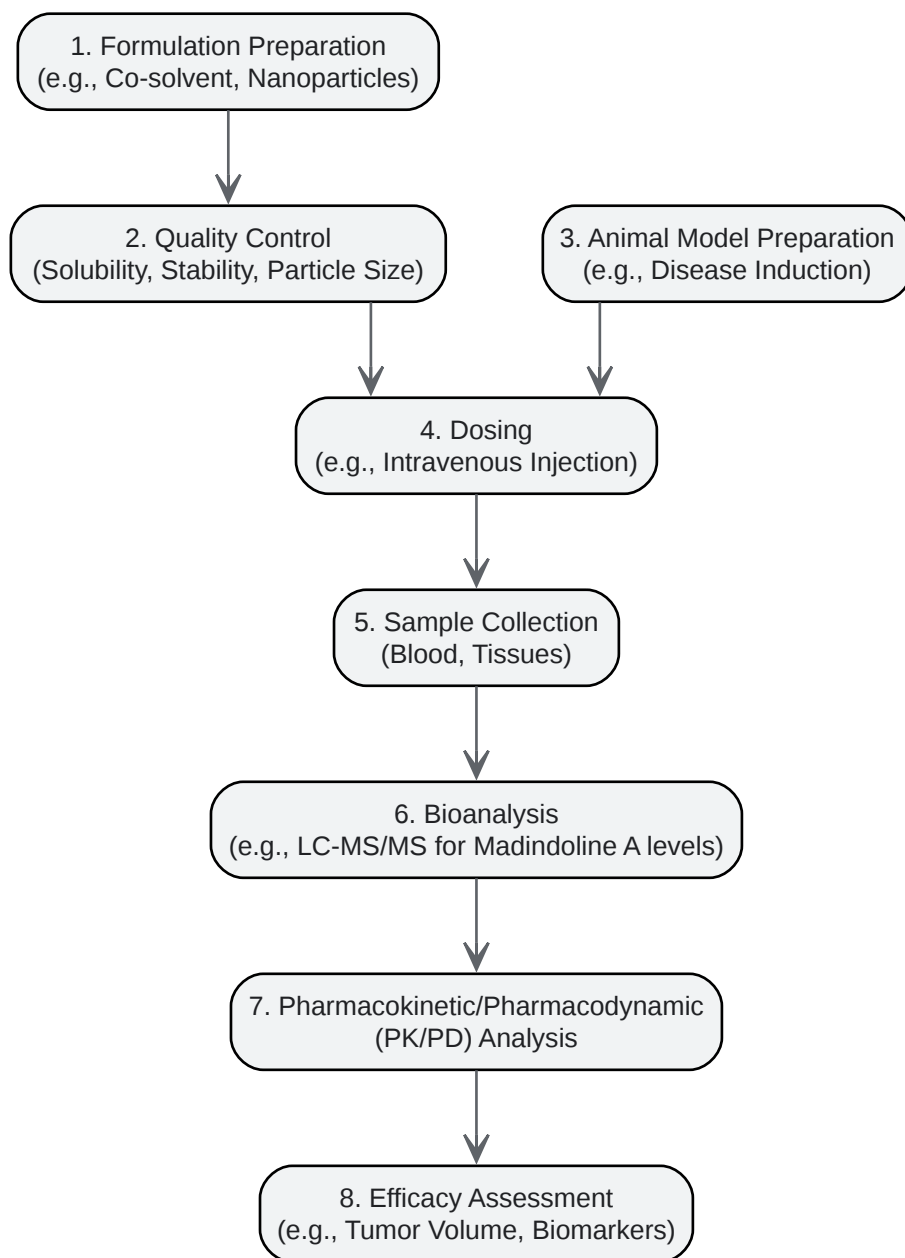 1. Formulation Preparation
(e.g., Co-solvent, Nanoparticles)
2. Quality Control
(Solubility, Stability, Particle Size)
3. Animal Model Preparation
(e.g., Disease Induction)
4. Dosing
(e.g., Intravenous Injection)
5. Sample Collection
(Blood, Tissues)
6. Bioanalysis
(e.g., LC-MS/MS for Madindoline A levels)
7. Pharmacokinetic/Pharmacodynamic
(PK/PD) Analysis
8. Efficacy Assessment
(e.g., Tumor Volume, Biomarkers)